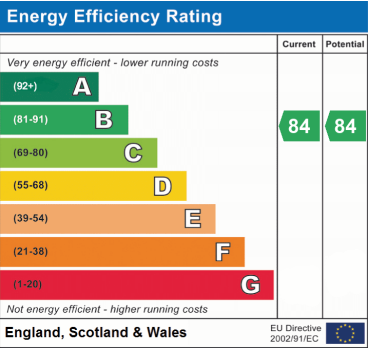 Energy Efficiency Rating
Current Potential
Very energy efficient - lower running costs
(92+) A
(81-91) B 84 84
(69-80) C
(55-68) D
(39-54) E
(21-38) F
(1-20) G
Not energy efficient - higher running costs
England, Scotland & Wales
EU Directive
2002/91/EC